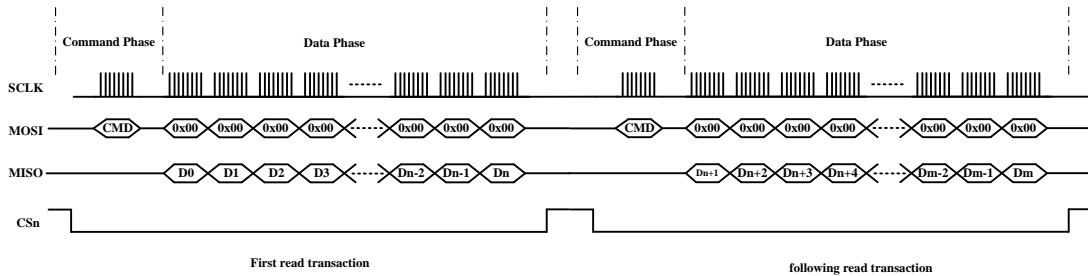 Command Phase Data Phase Command Phase Data Phase
SCLK
MOSI CMD 0x00 0x00 0x00 0x00 0x00 0x00 0x00 CMD 0x00 0x00 0x00 0x00 0x00 0x00 0x00
MISO D0 D1 D2 D3 Dn-2 Dn-1 Dn Dn+1 Dn+2 Dn+3 Dn+4 Dm-2 Dm-1 Dm
CSn
First read transaction following read transaction